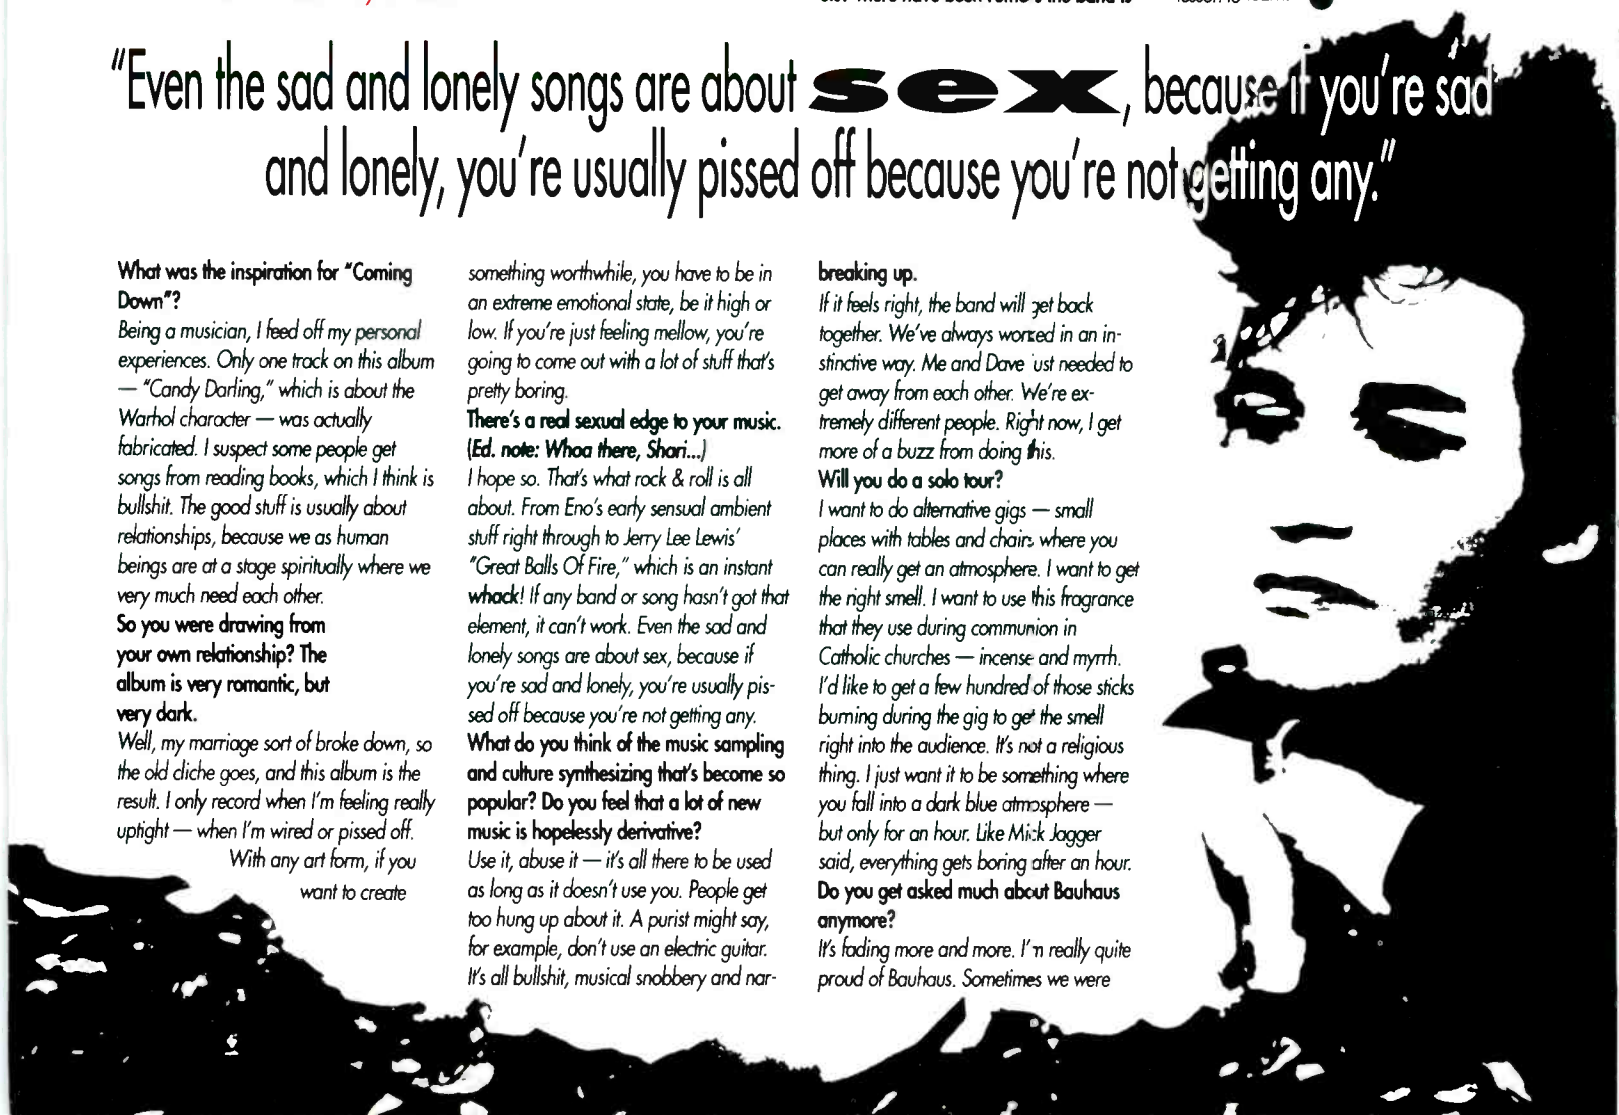 “Even the sad and lonely songs are about sex, because if you’re sad
and lonely, you’re usually pissed off because you’re not getting any.”
What was the inspiration for “Coming
Down”?
Being a musician, I feed off my personal
experiences. Only one track on this album
— “Candy Darling,” which is about the
Warhol character — was actually
fabricated. I suspect some people get
songs from reading books, which I think is
bullshit. The good stuff is usually about
relationships, because we as human
beings are at a stage spiritually where we
very much need each other.
So you were drawing from
your own relationship? The
album is very romantic, but
very dark.
Well, my marriage sort of broke down, so
the old cliche goes, and this album is the
result. I only record when I’m feeling really
uptight — when I’m wired or pissed off.
With any art form, if you
want to create
something worthwhile, you have to be in
an extreme emotional state, be it high or
low. If you’re just feeling mellow, you’re
going to come out with a lot of stuff that’s
pretty boring.
There’s a real sexual edge to your music.
(Ed. note: Whoa there, Shari...)
I hope so. That’s what rock & roll is all
about. From Eno’s early sensual ambient
stuff right through to Jerry Lee Lewis’
“Great Balls Of Fire,” which is an instant
whack! If any band or song hasn’t got that
element, it can’t work. Even the sad and
lonely songs are about sex, because if
you’re sad and lonely, you’re usually pis-
sed off because you’re not getting any.
What do you think of the music sampling
and culture synthesizing that’s become so
popular? Do you feel that a lot of new
music is hopelessly derivative?
Use it, abuse it — it’s all there to be used
as long as it doesn’t use you. People get
too hung up about it. A purist might say,
for example, don’t use an electric guitar.
It’s all bullshit, musical snobbery and nar-
breaking up.
If it feels right, the band will get back
together. We’ve always worked in an in-
stinctive way. Me and Dave just needed to
get away from each other. We’re ex-
tremely different people. Right now, I get
more of a buzz from doing this.
Will you do a solo tour?
I want to do alternative gigs — small
places with tables and chairs where you
can really get an atmosphere. I want to get
the right smell. I want to use this fragrance
that they use during communion in
Catholic churches — incense and myrrh.
I’d like to get a few hundred of those sticks
burning during the gig to get the smell
right into the audience. It’s not a religious
thing. I just want it to be something where
you fall into a dark blue atmosphere —
but only for an hour. Like Mick Jagger
said, everything gets boring after an hour.
Do you get asked much about Bauhaus
anymore?
It’s fading more and more. I’m really quite
proud of Bauhaus. Sometimes we were